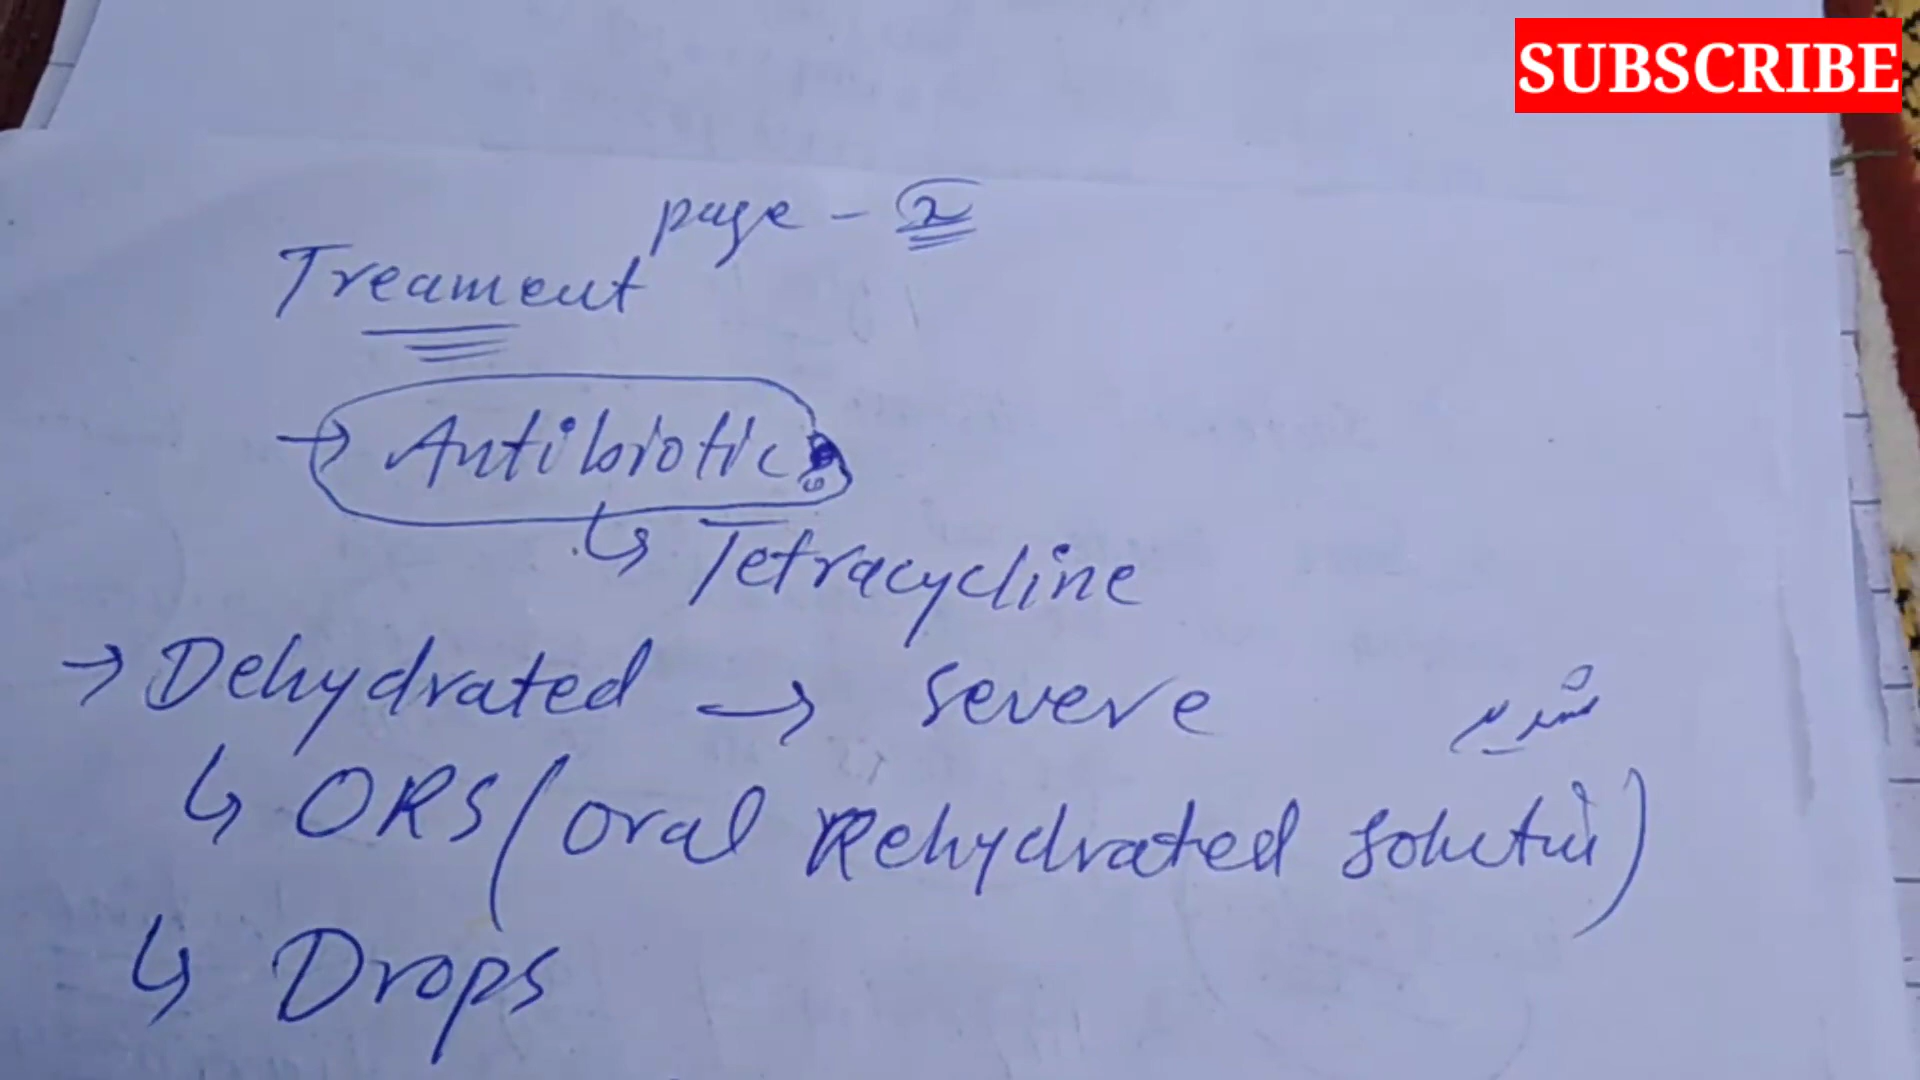 SUBSCRIBE
page - 2
Treament
→ Antibiotic
↳ Tetracycline
→ Dehydrated → severe شدید
↳ ORS (oral Rehydrated solution)
↳ Drops